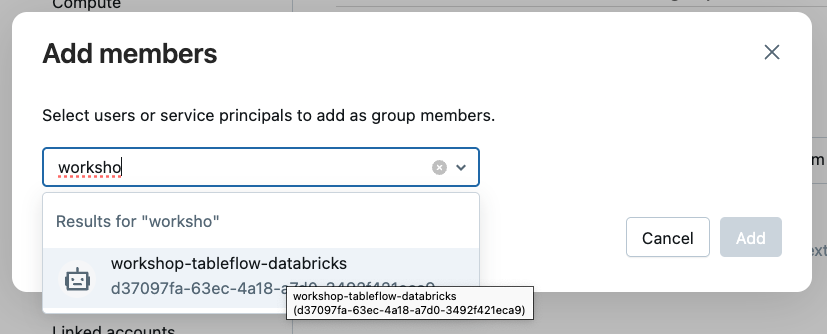 Compute
Add members
Select users or service principals to add as group members.
worksho
Results for "worksho"
workshop-tableflow-databricks
d37097fa-63ec-4a18-a7d0-3492f421eca9
workshop-tableflow-databricks
(d37097fa-63ec-4a18-a7d0-3492f421eca9)
Cancel
Add
Linked accounts